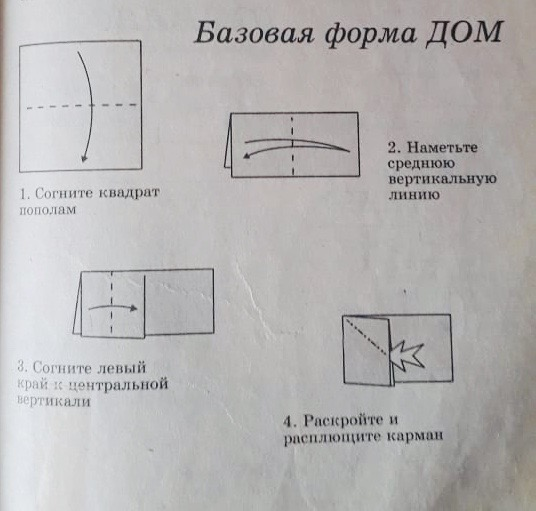 Базовая форма ДОМ
1. Согните квадрат
пополам
2. Наметьте
среднюю
вертикальную
линию
3. Согните левый
край к центральной
вертикали
4. Раскройте и
расплющите карман